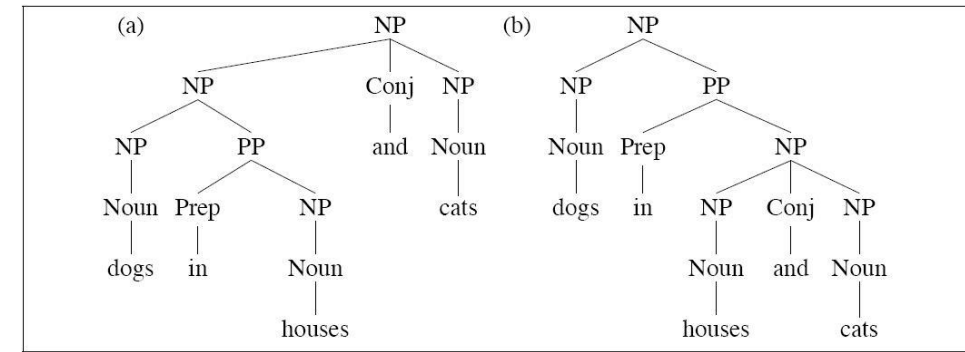 (a) NP (b) NP
NP Conj NP NP PP
NP PP and Noun Noun Prep NP
Noun Prep NP cats dogs in NP Conj NP
dogs in Noun Noun and Noun
houses houses cats